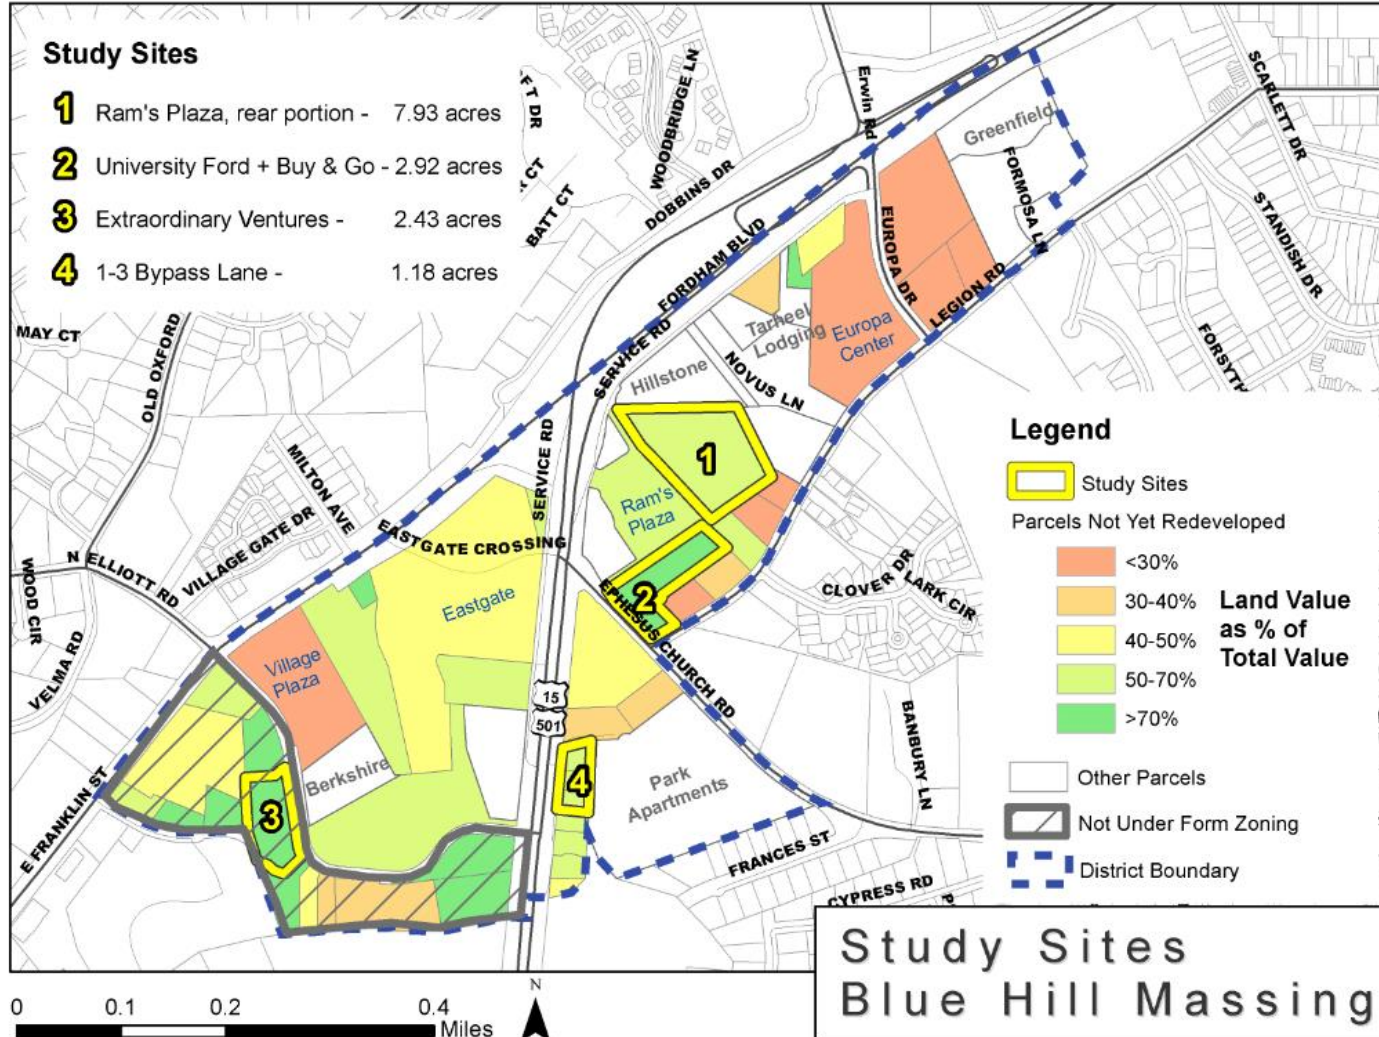 Study Sites
1 Ram's Plaza, rear portion - 7.93 acres
2 University Ford + Buy & Go - 2.92 acres
3 Extraordinary Ventures - 2.43 acres
4 1-3 Bypass Lane - 1.18 acres
FT DR
WOODBRIDGE LN
CT
BATT CT
DOBBINS DR
Erwin Rd
Greenfield
FORMOSA LN
SCARLETT DR
STANDISH DR
FORSYTH
EUROPA DR
LEGION RD
FORDHAM BLVD
SERVICE RD
Tarheel
Lodging
Europa
Center
Hillstone
NOVUS LN
MAY CT
OLD OXFORD
MILTON AVE
VILLAGE GATE DR
N ELLIOTT RD
WOOD CIR
VELMA RD
SERVICE RD
EASTGATE CROSSING
Eastgate
1
Ram's
Plaza
2
EPHESUS CHURCH RD
CLOVER DR
LARK CIR
Village
Plaza
Berkshire
15
501
3
4
Park
Apartments
BANBURY LN
FRANCES ST
CYPRESS RD
E FRANKLIN ST
Legend
Study Sites
Parcels Not Yet Redeveloped
<30%
30-40%
40-50%
50-70%
>70%
Land Value
as % of
Total Value
Other Parcels
Not Under Form Zoning
District Boundary
Study Sites
Blue Hill Massing
0 0.1 0.2 0.4
Miles
N